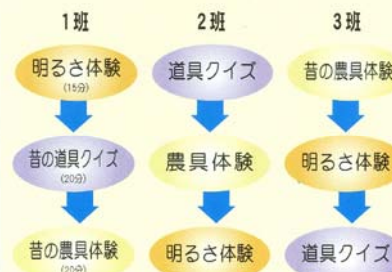 1班 2班 3班
明るさ体験 道具クイズ 昔の農具体験
(15分)
昔の道具クイズ 農具体験 明るさ体験
(20分)
昔の農具体験 明るさ体験 道具クイズ
(20分)